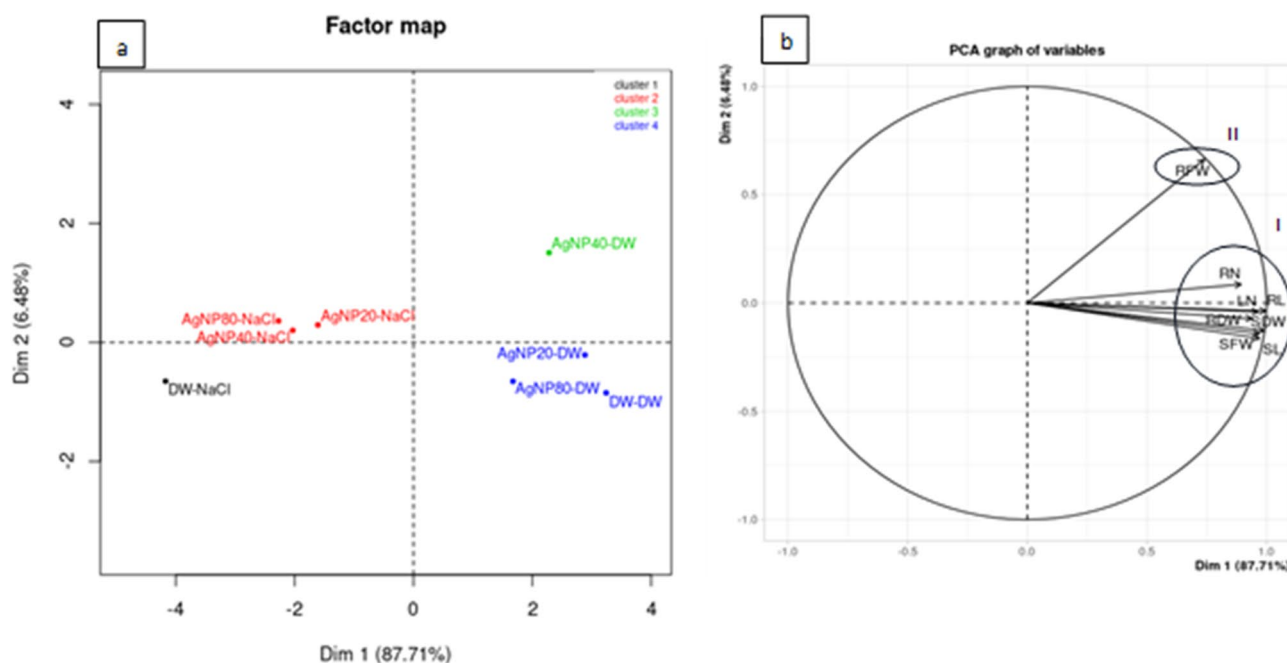 a
Factor map
cluster 1
cluster 2
cluster 3
cluster 4
4
2
0
-2
Dim 2 (6.48%)
AgNP40-DW
AgNP80-NaCl
AgNP20-NaCl
AgNP40-NaCl
AgNP20-DW
DW-NaCl
AgNP80-DW
DW-DW
-4
-2
0
2
4
Dim 1 (87.71%)
b
PCA graph of variables
Dim 2 (6.48%)
1.0
0.5
0.0
-0.5
-1.0
II
RFW
I
RN
LN
RL
RDW
SDW
SFW
SL
-1.0
-0.5
0.0
0.5
1.0
Dim 1 (87.71%)